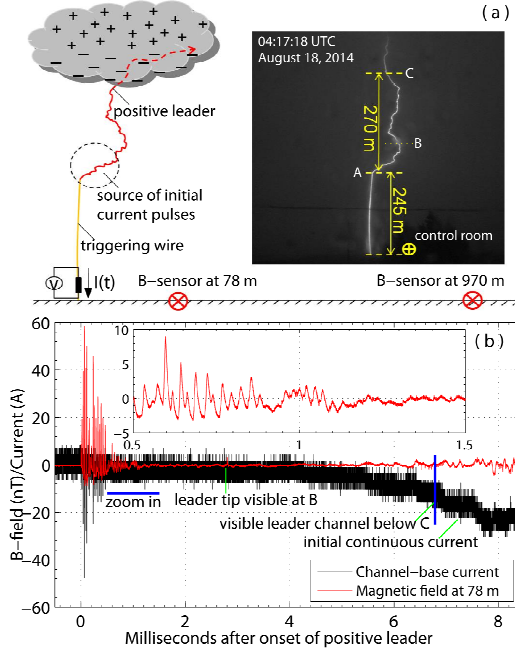 ( a )
04:17:18 UTC
August 18, 2014
C
270 m
B
A
245 m
control room
positive leader
source of initial
current pulses
triggering wire
V
I(t)
B−sensor at 78 m
B−sensor at 970 m
( b )
B−field (nT)/Current (A)
60
40
20
0
−20
−40
−60
10
5
0
−5
0.5
1.0
1.5
zoom in
leader tip visible at B
visible leader channel below C
initial continuous current
Channel−base current
Magnetic field at 78 m
0
2
4
6
8
Milliseconds after onset of positive leader